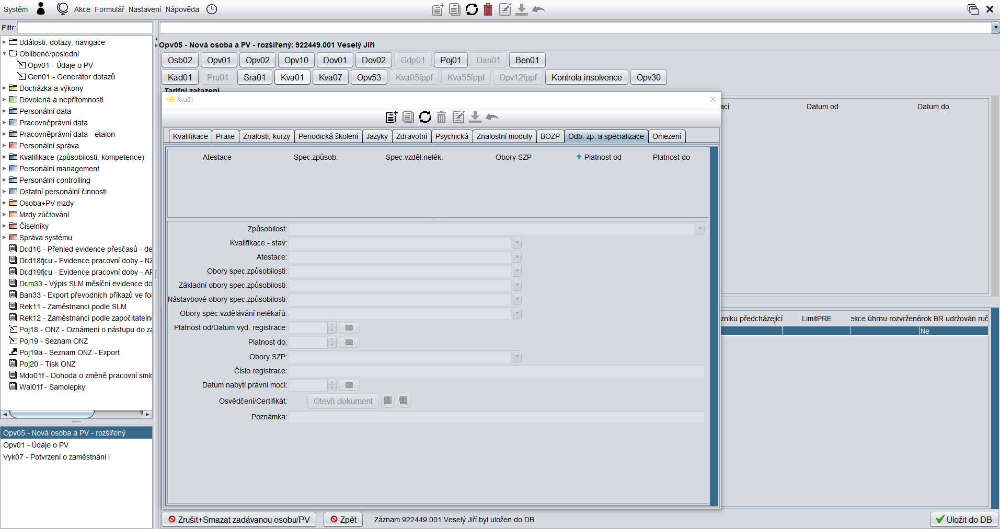 Systém Akce Formulář Nastavení Nápověda
Filtr:
Události, dotazy, navigace
Oblíbené/poslední
Opv01 - Údaje o PV
Gen01 - Generátor dotazů
Docházka a výkony
Dovolená a nepřítomnosti
Personální data
Pracovněprávní data
Pracovněprávní data - etalon
Personální správa
Kvalifikace (způsobilosti, kompetence)
Personální management
Personální controlling
Ostatní personální činnosti
Osoba+PV mzdy
Mzdy zúčtování
Číselníky
Správa systému
Dcd16 - Přehled evidence přesčasů - de
Dcd18fjcu - Evidence pracovní doby - NZ
Dcd19fjcu - Evidence pracovní doby - AF
Dcm33 - Výpis SLM měsíční evidence do
Ban33 - Export převodních příkazů ve for
Rek11 - Zaměstnanci podle SLM
Rek12 - Zaměstnanci podle započitateln
Poj18 - ONZ - Oznámení o nástupu do za
Poj19 - Seznam ONZ
Poj19a - Seznam ONZ - Export
Poj20 - Tisk ONZ
Mdo01f - Dohoda o změně pracovní smlo
Wal01f - Samolepky
Opv05 - Nová osoba a PV - rozšířený
Opv01 - Údaje o PV
Vyk07 - Potvrzení o zaměstnání I
Opv05 - Nová osoba a PV - rozšířený: 922449.001 Veselý Jiří
Osb02 Opv01 Opv02 Opv10 Dov01 Dov02 Gdp01 Poj01 Dan01 Ben01
Kad01 Pru01 Sra01 Kva01 Kva07 Opv53 Kva05fppf Kva55fppf Opv12fppf Kontrola insolvence Opv30
Tarifní zařazení
ací Datum od Datum do
Kva01
Kvalifikace Praxe Znalosti, kurzy Periodická školení Jazyky Zdravotní Psychická Znalostní moduly BOZP Odb. zp. a specializace Omezení
Atestace Spec.způsob. Spec.vzděl.nelék. Obory SZP Platnost od Platnost do
Způsobilost:
Kvalifikace - stav:
Atestace:
Obory spec.způsobilosti:
Základní obory spec.způsobilosti:
Nástavbové obory spec.způsobilosti:
Obory spec.vzdělávání nelékařů:
Platnost od/Datum vyd. registrace:
Platnost do:
Obory SZP:
Číslo registrace:
Datum nabytí právní moci:
Osvědčení/Certifikát: Otevři dokument
Poznámka:
zniku předcházející LimitPRE ekce úhrnu rozvržené rok BR udržován ruč
Ne
Zrušit+Smazat zadávanou osobu/PV Zpět Záznam 922449.001 Veselý Jiří byl uložen do DB Uložit do DB